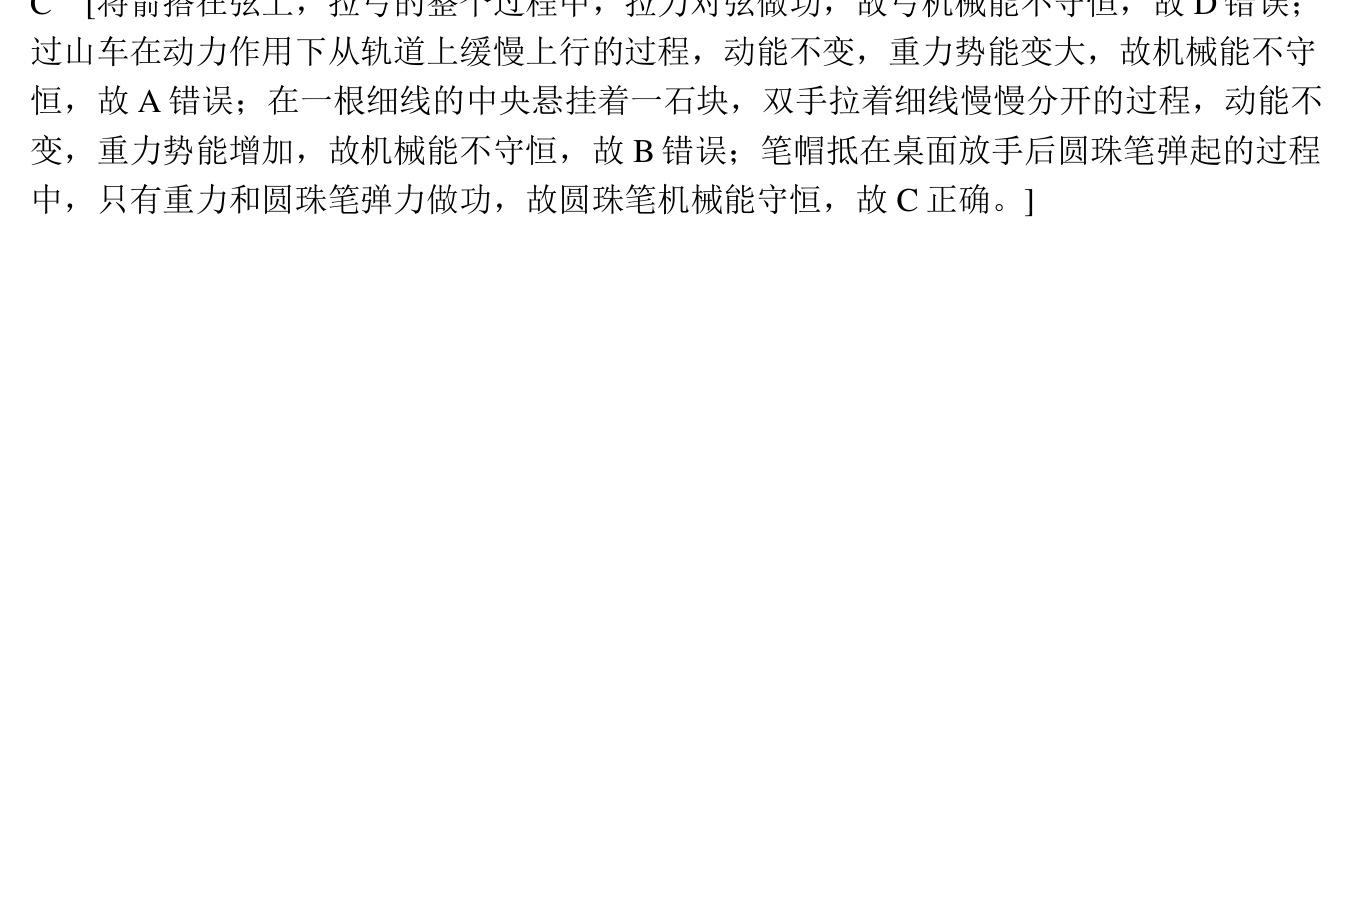 C [将箭搭在弦上，拉弓的整个过程中，拉力对弦做功，故弓机械能不守恒，故 D 错误；
过山车在动力作用下从轨道上缓慢上行的过程，动能不变，重力势能变大，故机械能不守
恒，故 A 错误；在一根细线的中央悬挂着一石块，双手拉着细线慢慢分开的过程，动能不
变，重力势能增加，故机械能不守恒，故 B 错误；笔帽抵在桌面放手后圆珠笔弹起的过程
中，只有重力和圆珠笔弹力做功，故圆珠笔机械能守恒，故 C 正确。]